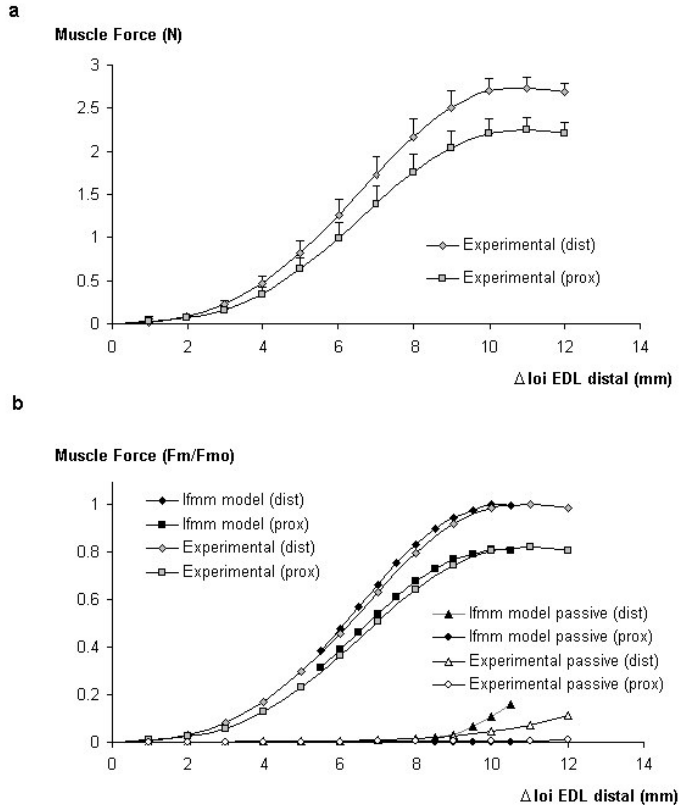 a
Muscle Force (N)
3
2.5
2
1.5
1
0.5
0
0 2 4 6 8 10 12 14
Experimental (dist)
Experimental (prox)
Δloi EDL distal (mm)
b
Muscle Force (Fm/Fmo)
1
0.8
0.6
0.4
0.2
0
lfmm model (dist)
lfmm model (prox)
Experimental (dist)
Experimental (prox)
lfmm model passive (dist)
lfmm model passive (prox)
Experimental passive (dist)
Experimental passive (prox)
0 2 4 6 8 10 12 14
Δloi EDL distal (mm)